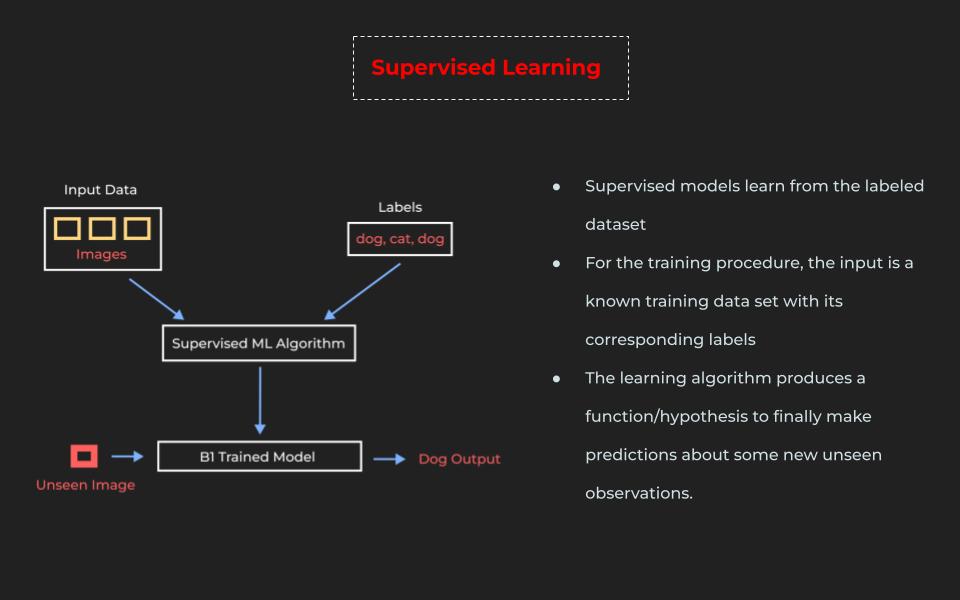 Supervised Learning
Input Data
Images
Labels
dog, cat, dog
Supervised ML Algorithm
B1 Trained Model
Unseen Image
Dog Output
● Supervised models learn from the labeled
dataset
● For the training procedure, the input is a
known training data set with its
corresponding labels
● The learning algorithm produces a
function/hypothesis to finally make
predictions about some new unseen
observations.